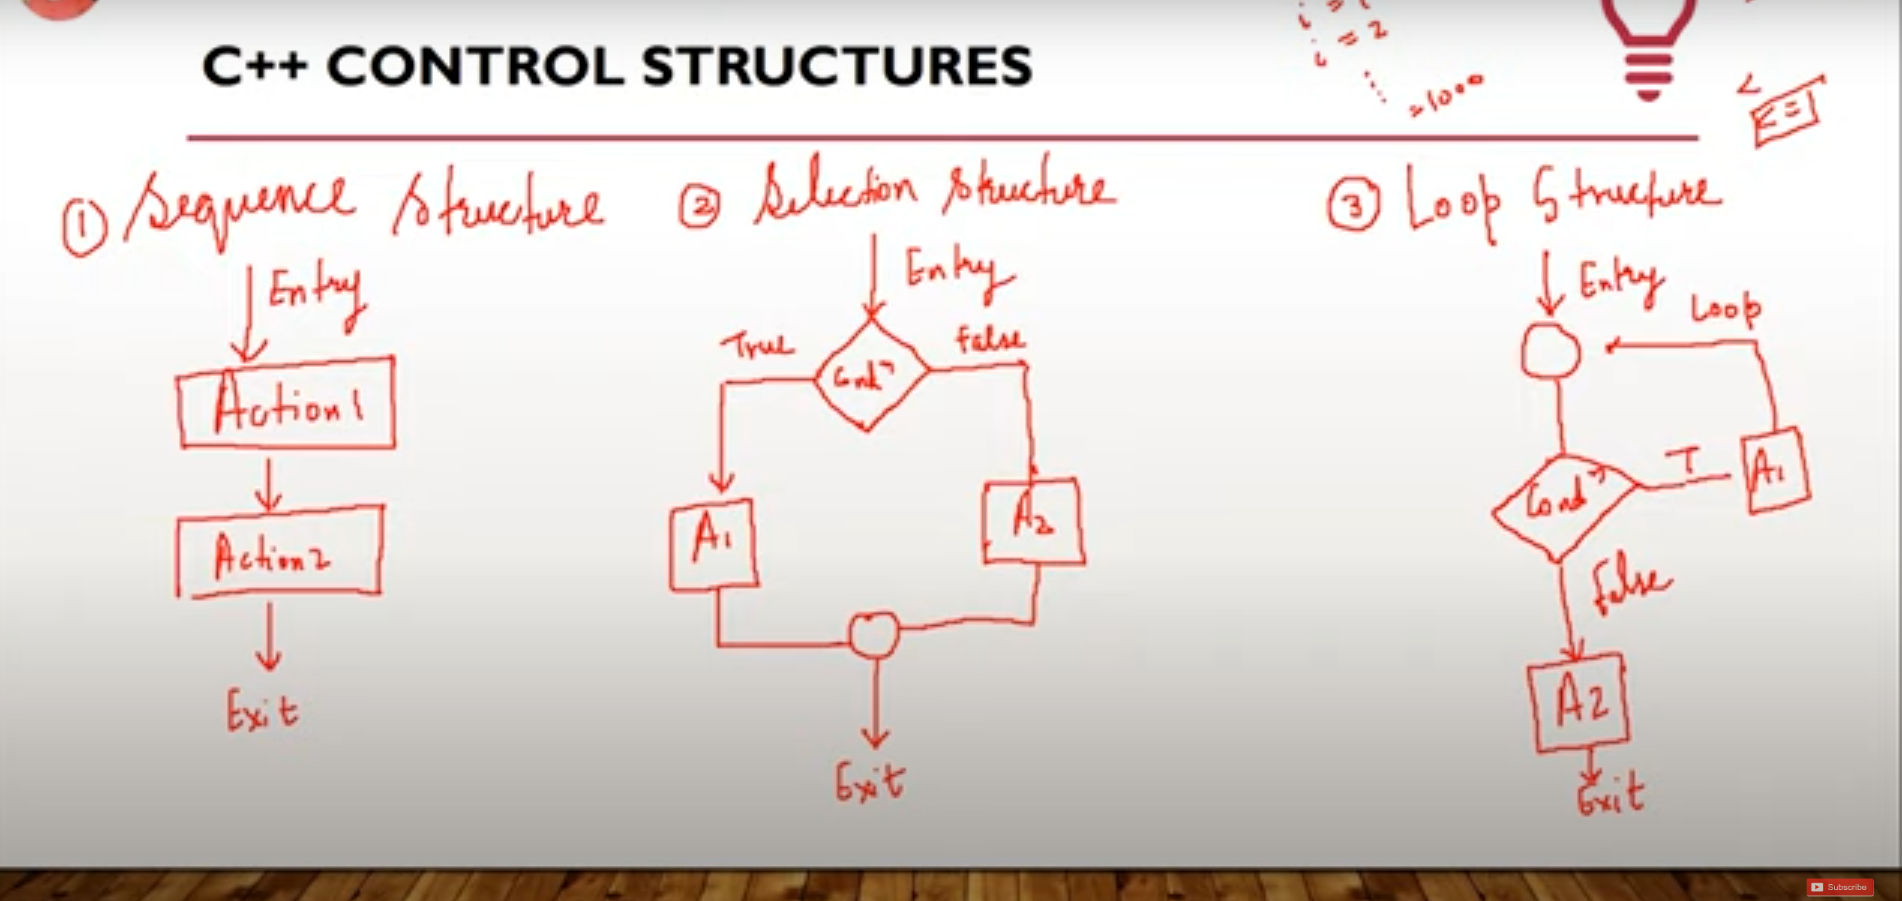 i = 1
i = 2
= 1000
C++ CONTROL STRUCTURES
① Sequence Structure
Entry
Action1
Action2
Exit
② Selection Structure
Entry
True
False
Condⁿ
A1
A2
Exit
③ Loop Structure
Entry
Loop
Condⁿ
T
A1
False
A2
Exit
Subscribe